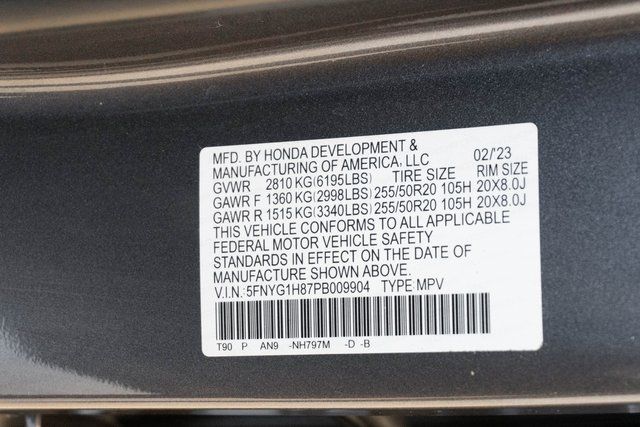 MFD. BY HONDA DEVELOPMENT &
MANUFACTURING OF AMERICA, LLC 02/'23
GVWR 2810 KG (6195LBS) TIRE SIZE RIM SIZE
GAWR F 1360 KG (2998LBS) 255/50R20 105H 20X8.0J
GAWR R 1515 KG (3340LBS) 255/50R20 105H 20X8.0J
THIS VEHICLE CONFORMS TO ALL APPLICABLE
FEDERAL MOTOR VEHICLE SAFETY
STANDARDS IN EFFECT ON THE DATE OF
MANUFACTURE SHOWN ABOVE.
V.I.N.: 5FNYG1H87PB009904 TYPE: MPV
T90 P AN9 -NH797M -D -B